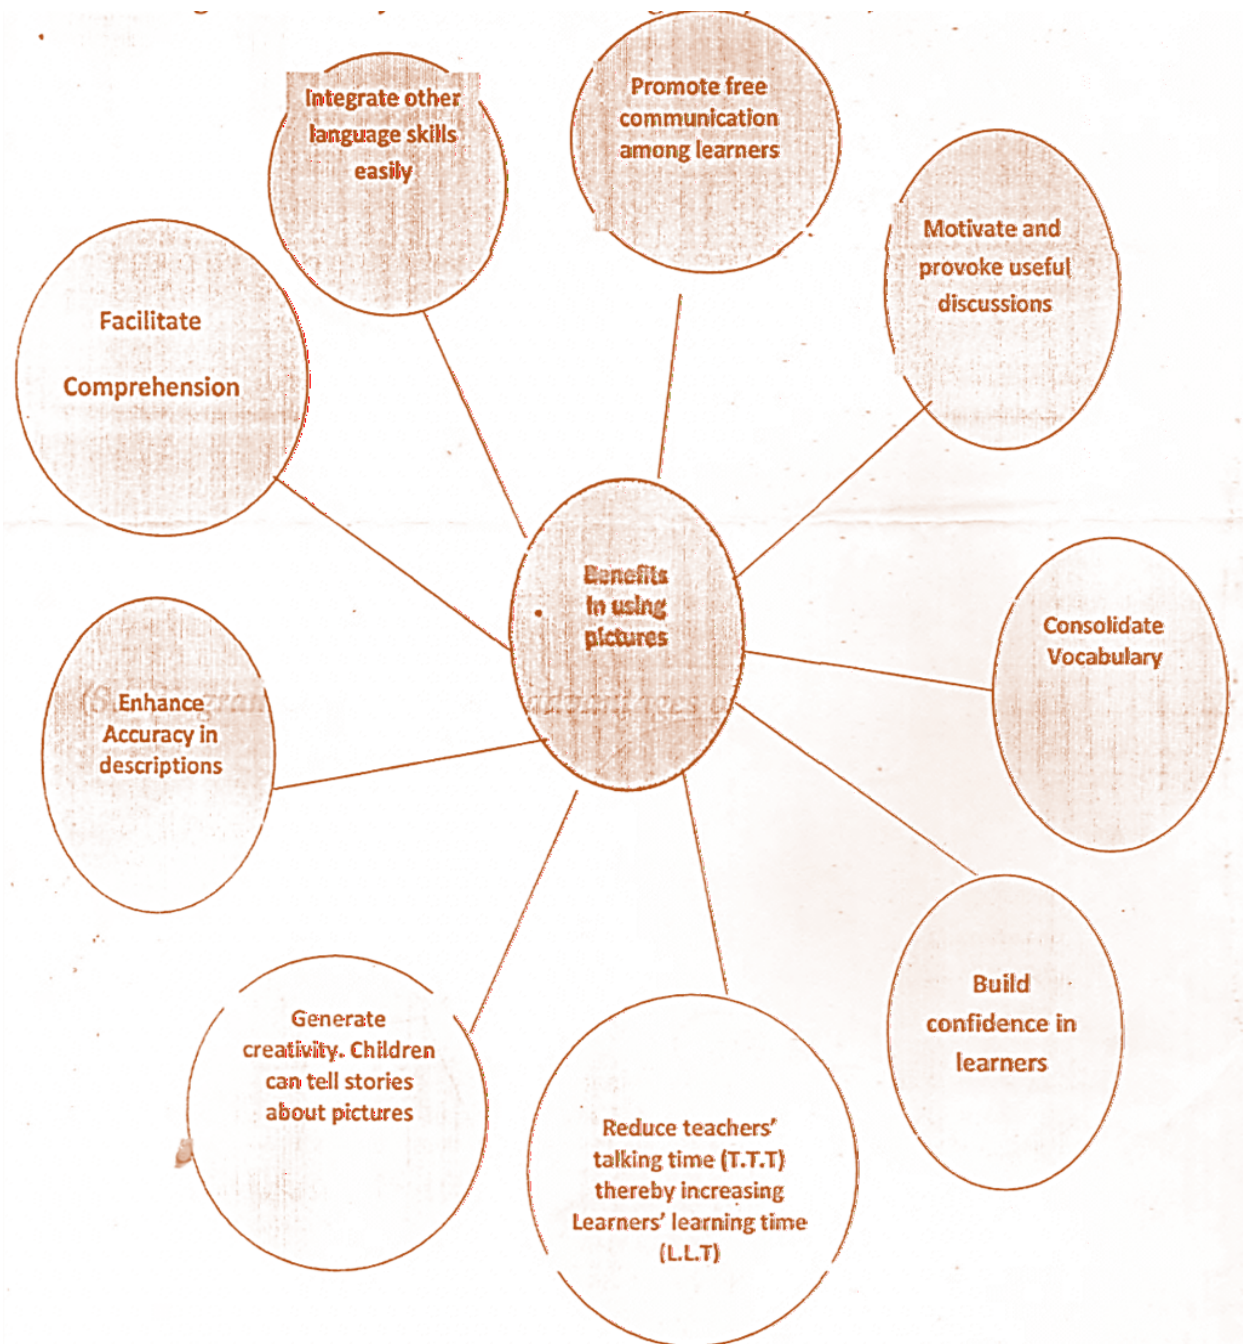 Integrate other
language skills
easily
Promote free
communication
among learners
Motivate and
provoke useful
discussions
Facilitate
Comprehension
Benefits
in using
pictures
Consolidate
Vocabulary
Enhance
Accuracy in
descriptions
Build
confidence in
learners
Generate
creativity. Children
can tell stories
about pictures
Reduce teachers'
talking time (T.T.T)
thereby increasing
Learners' learning time
(L.L.T)